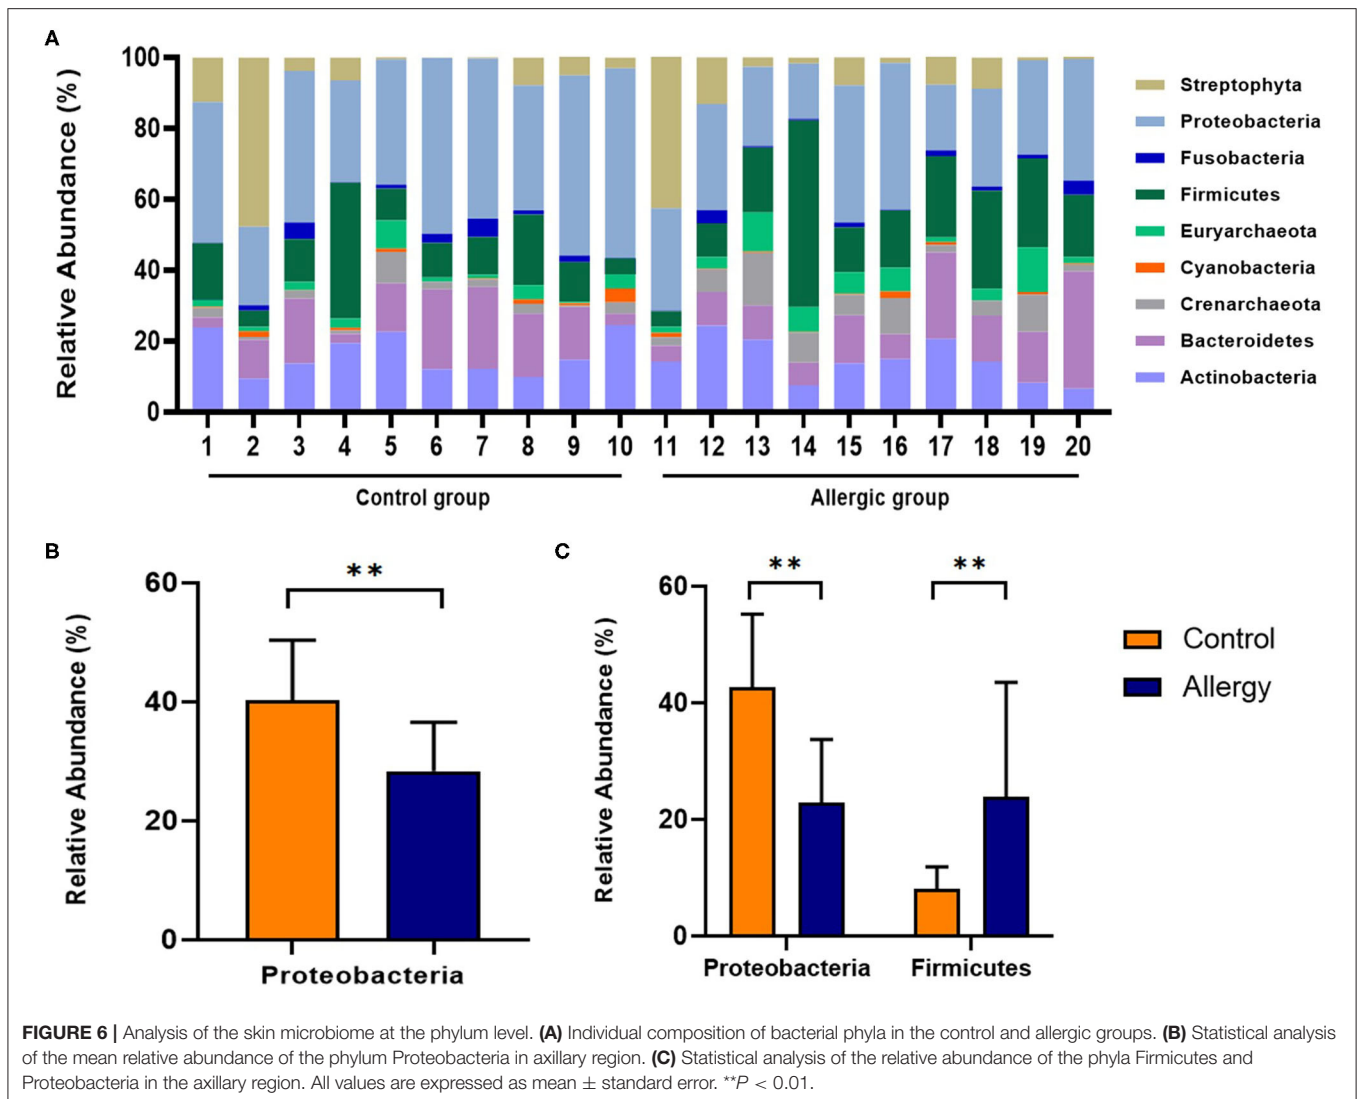 A
Relative Abundance (%)
100
80
60
40
20
0
1 2 3 4 5 6 7 8 9 10 11 12 13 14 15 16 17 18 19 20
Control group
Allergic group
Streptophyta
Proteobacteria
Fusobacteria
Firmicutes
Euryarchaeota
Cyanobacteria
Crenarchaeota
Bacteroidetes
Actinobacteria
B
Relative Abundance (%)
60
40
20
0
**
Proteobacteria
C
Relative Abundance (%)
60
40
20
0
**
**
Proteobacteria
Firmicutes
Control
Allergy
FIGURE 6 | Analysis of the skin microbiome at the phylum level. (A) Individual composition of bacterial phyla in the control and allergic groups. (B) Statistical analysis
of the mean relative abundance of the phylum Proteobacteria in axillary region. (C) Statistical analysis of the relative abundance of the phyla Firmicutes and
Proteobacteria in the axillary region. All values are expressed as mean ± standard error. **P < 0.01.